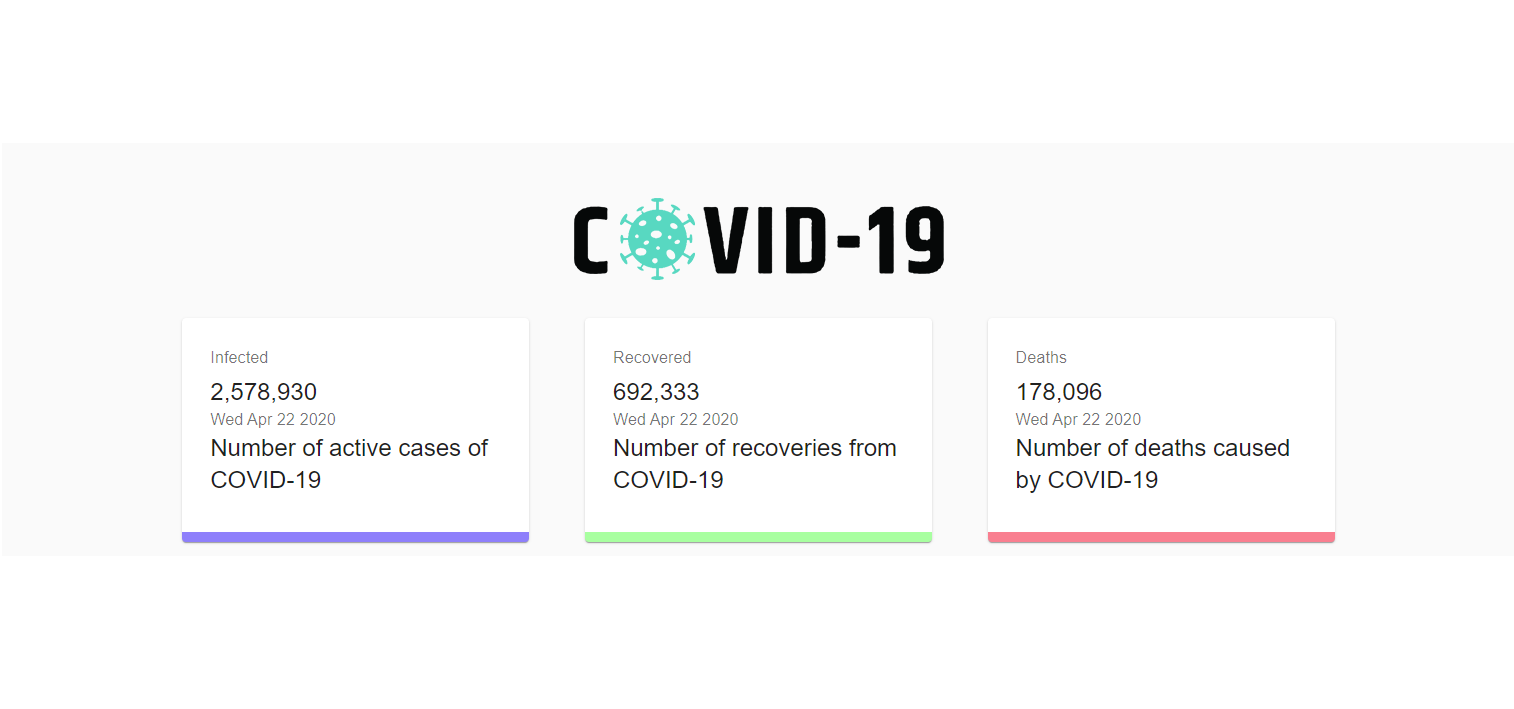 COVID-19
Infected
2,578,930
Wed Apr 22 2020
Number of active cases of
COVID-19
Recovered
692,333
Wed Apr 22 2020
Number of recoveries from
COVID-19
Deaths
178,096
Wed Apr 22 2020
Number of deaths caused
by COVID-19